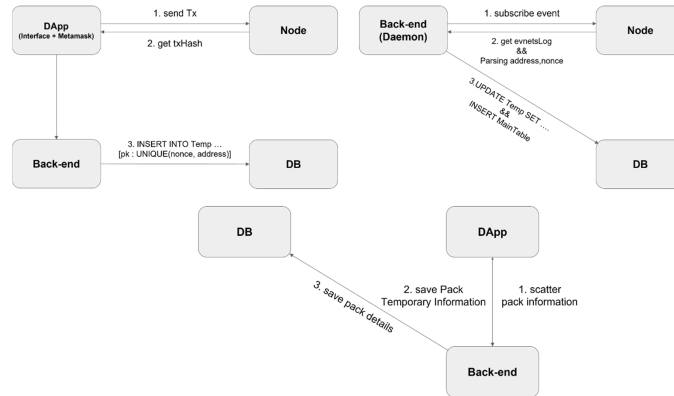 DApp
(Interface + Metamask)
1. send Tx
2. get txHash
Node
Back-end
3. INSERT INTO Temp ...
[pk : UNIQUE(nonce, address)]
DB
Back-end
(Daemon)
1. subscribe event
2. get evnetsLog
&&
Parsing address,nonce
Node
3.UPDATE Temp SET ....
&&
INSERT MainTable
DB
DB
DApp
3. save pack details
2. save Pack
Temporary Information
1. scatter
pack information
Back-end